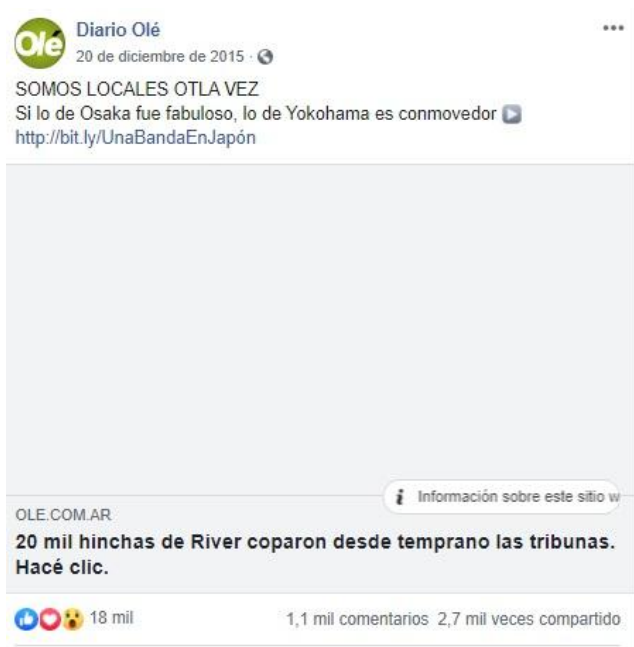 Olé
Diario Olé
20 de diciembre de 2015 ·
SOMOS LOCALES OTLA VEZ
Si lo de Osaka fue fabuloso, lo de Yokohama es conmovedor
http://bit.ly/UnaBandaEnJapón
i Información sobre este sitio w
OLE.COM.AR
20 mil hinchas de River coparon desde temprano las tribunas.
Hacé clic.
18 mil 1,1 mil comentarios 2,7 mil veces compartido